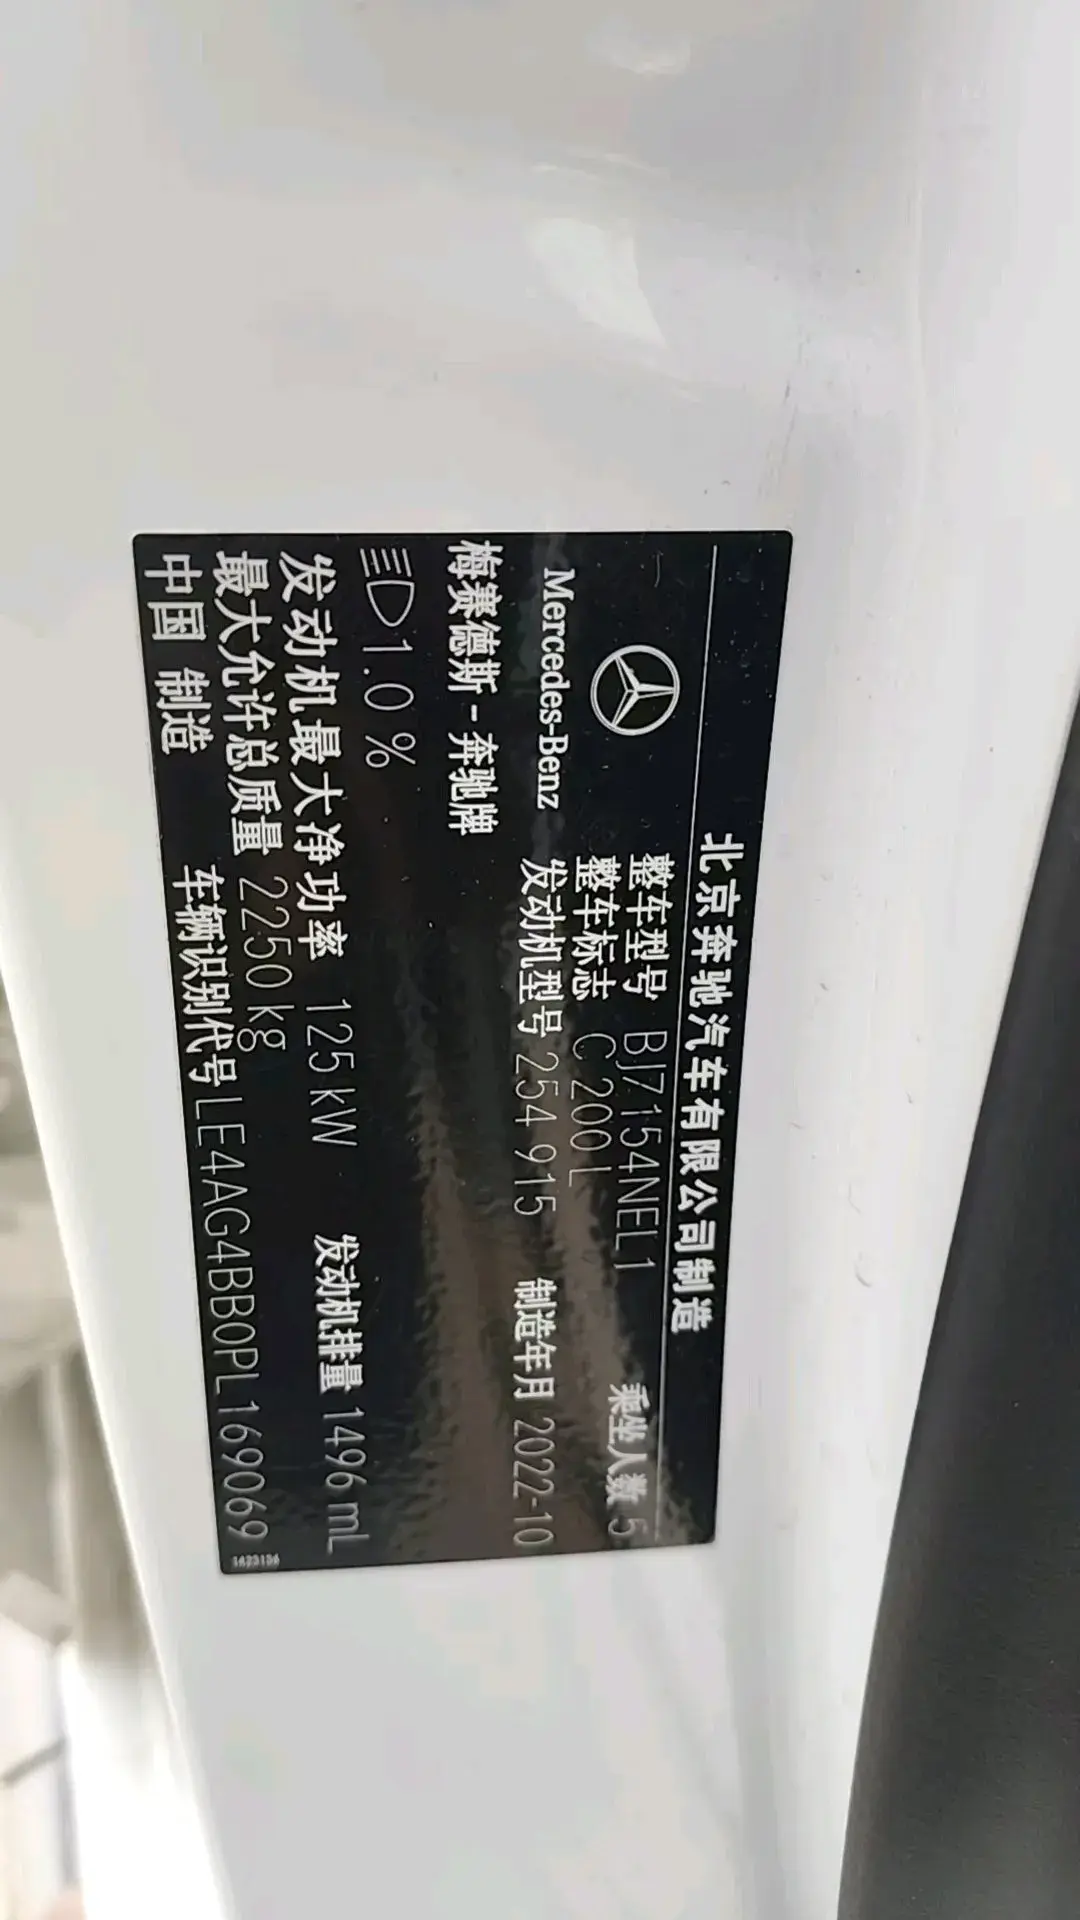 北京奔驰汽车有限公司制造
整车型号 BJ7154NEL1 乘坐人数 5
整车标志 C 200 L
Mercedes-Benz 发动机型号 254 915 制造年月 2022-10
梅赛德斯-奔驰牌
1.0 %
发动机最大净功率 125 kW 发动机排量 1496 mL
最大允许总质量 2250 kg
中国 制造 车辆识别代号 LE4AG4BB0PL169069